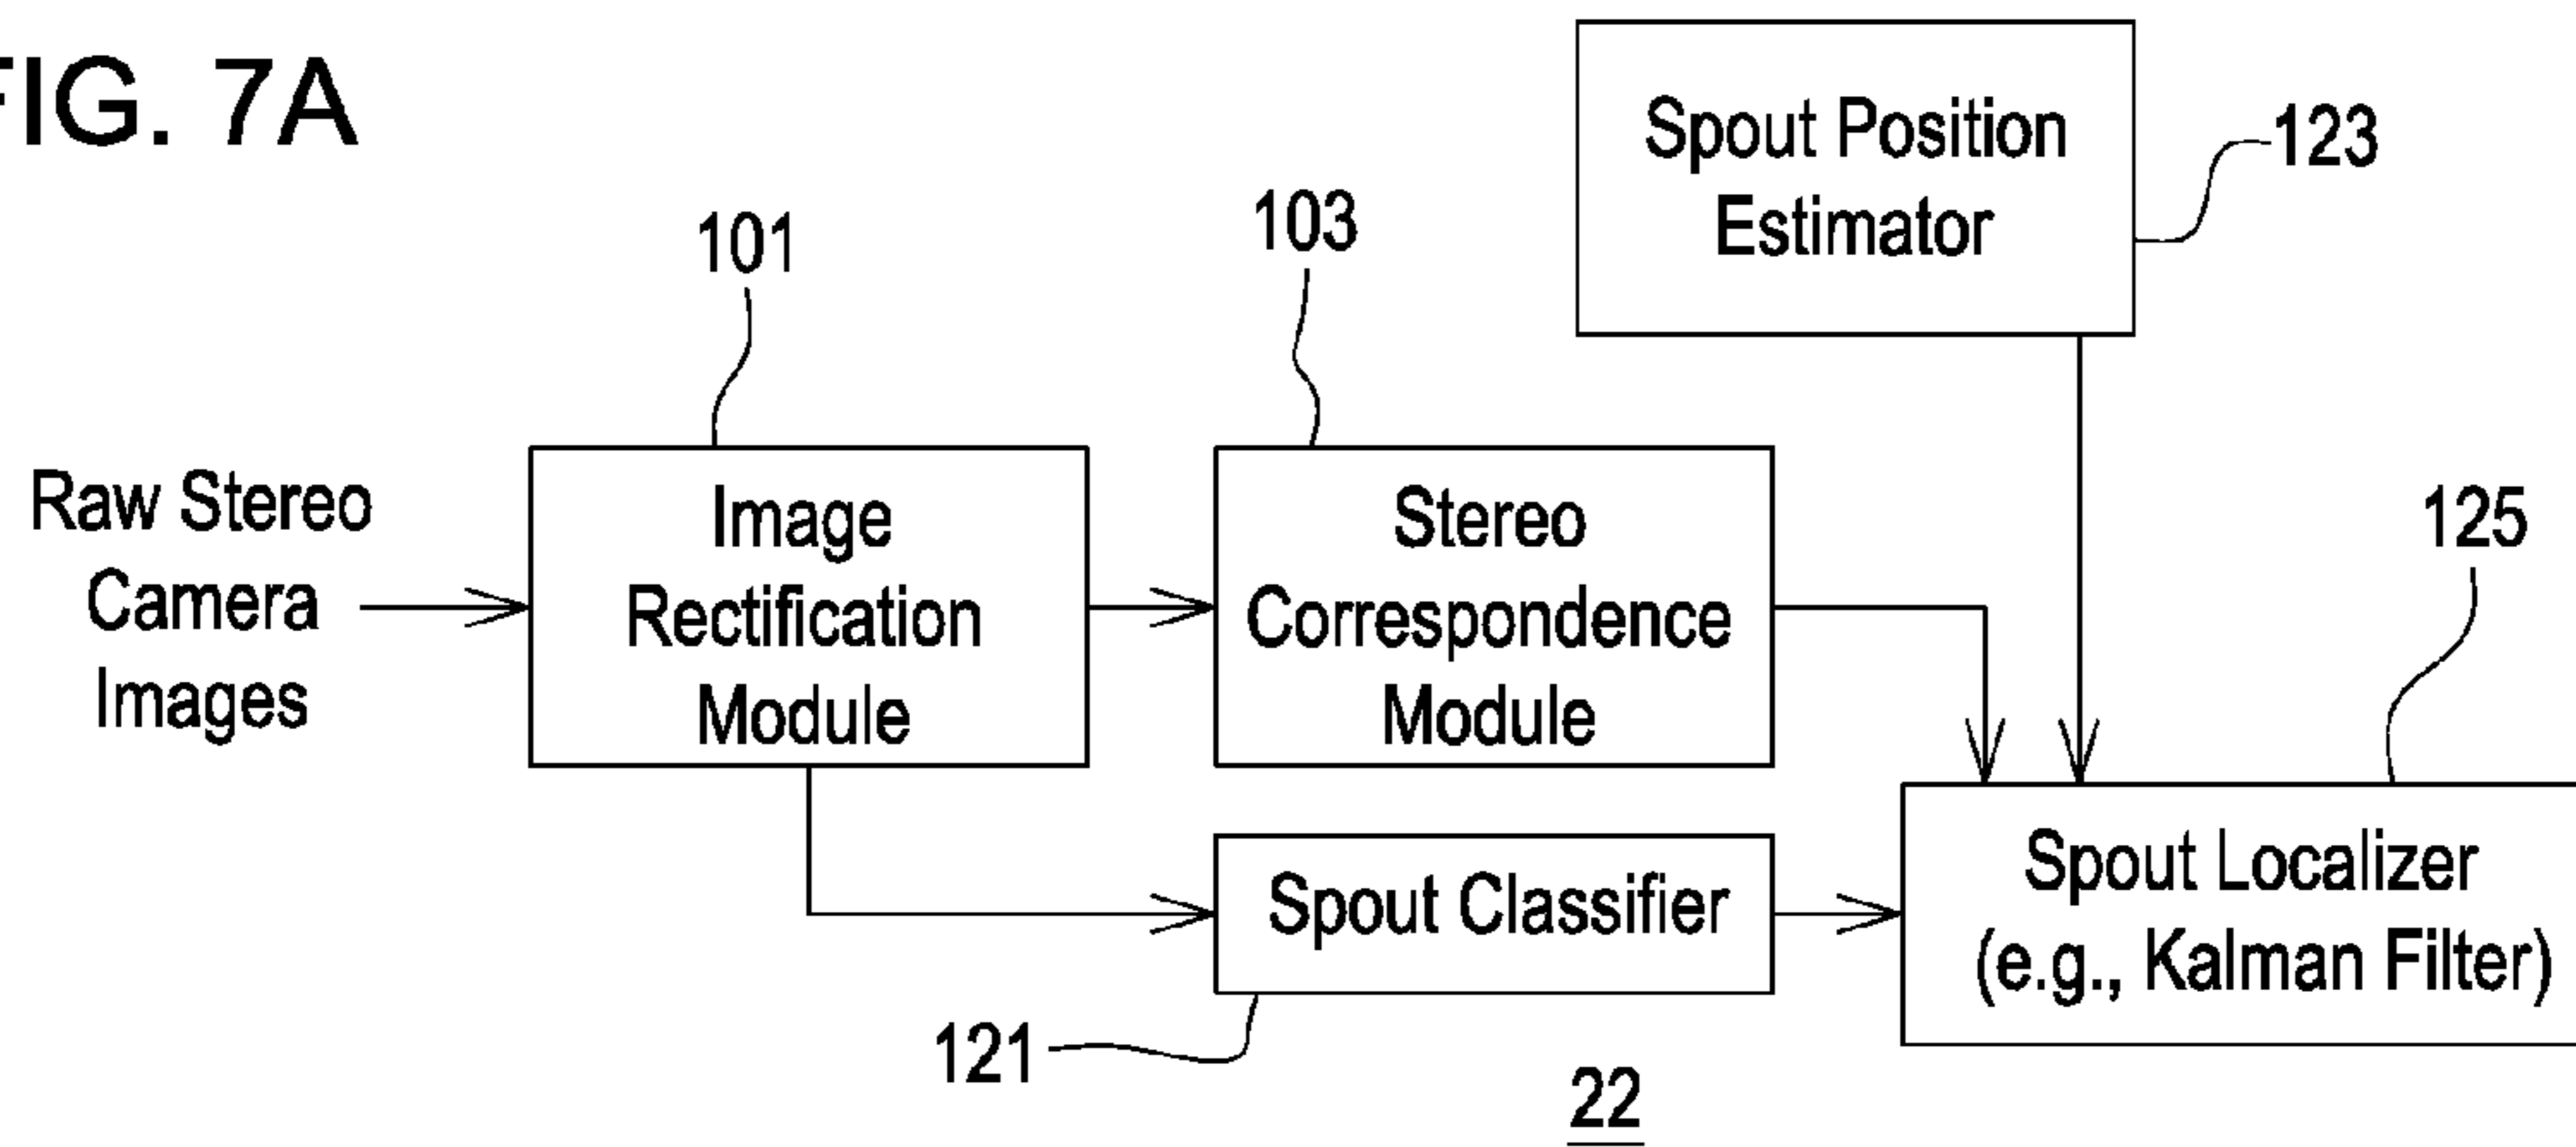 FIG. 7A
Spout Position
Estimator
123
101
103
Raw Stereo
Camera
Images
Image
Rectification
Module
Stereo
Correspondence
Module
125
Spout Classifier
Spout Localizer
(e.g., Kalman Filter)
121
22